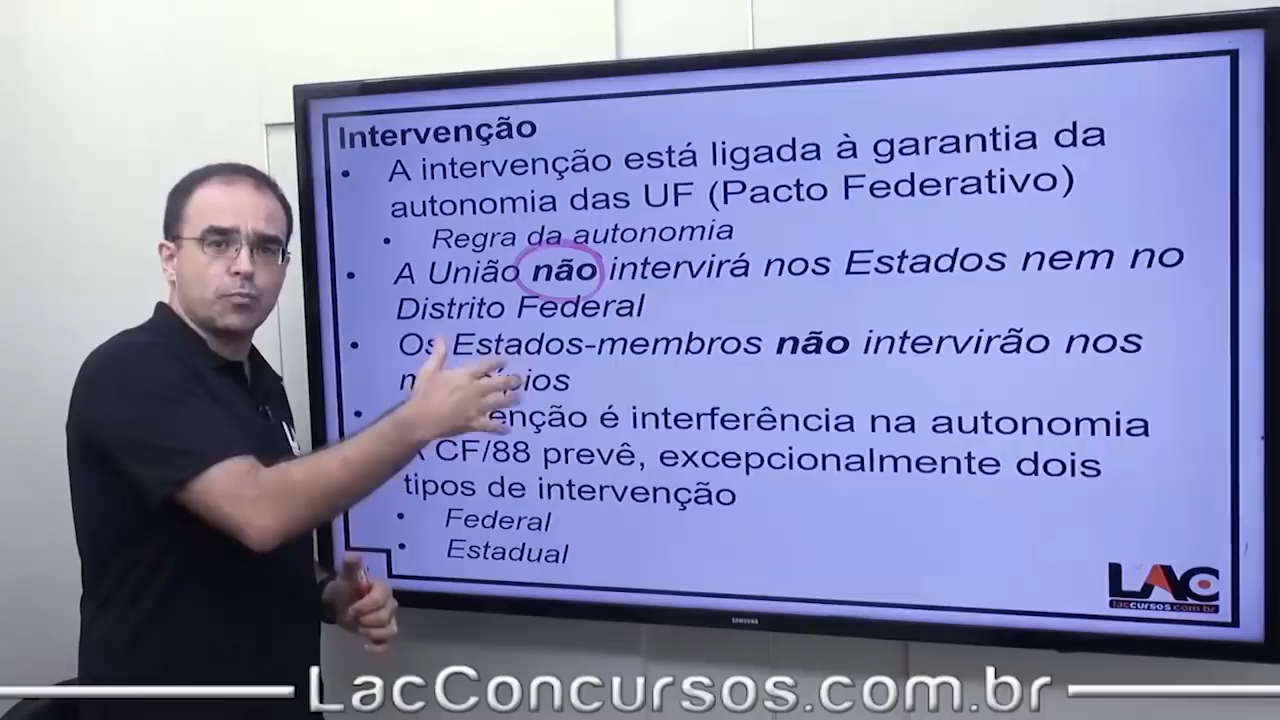 Intervenção
• A intervenção está ligada à garantia da
autonomia das UF (Pacto Federativo)
• Regra da autonomia
• A União não intervirá nos Estados nem no
Distrito Federal
• Os Estados-membros não intervirão nos
• é interferência na autonomia
CF/88 prevê, excepcionalmente dois
tipos de intervenção
• Federal
• Estadual
LAC
laccursos.com.br
SAMSUNG
LacConcursos.com.br